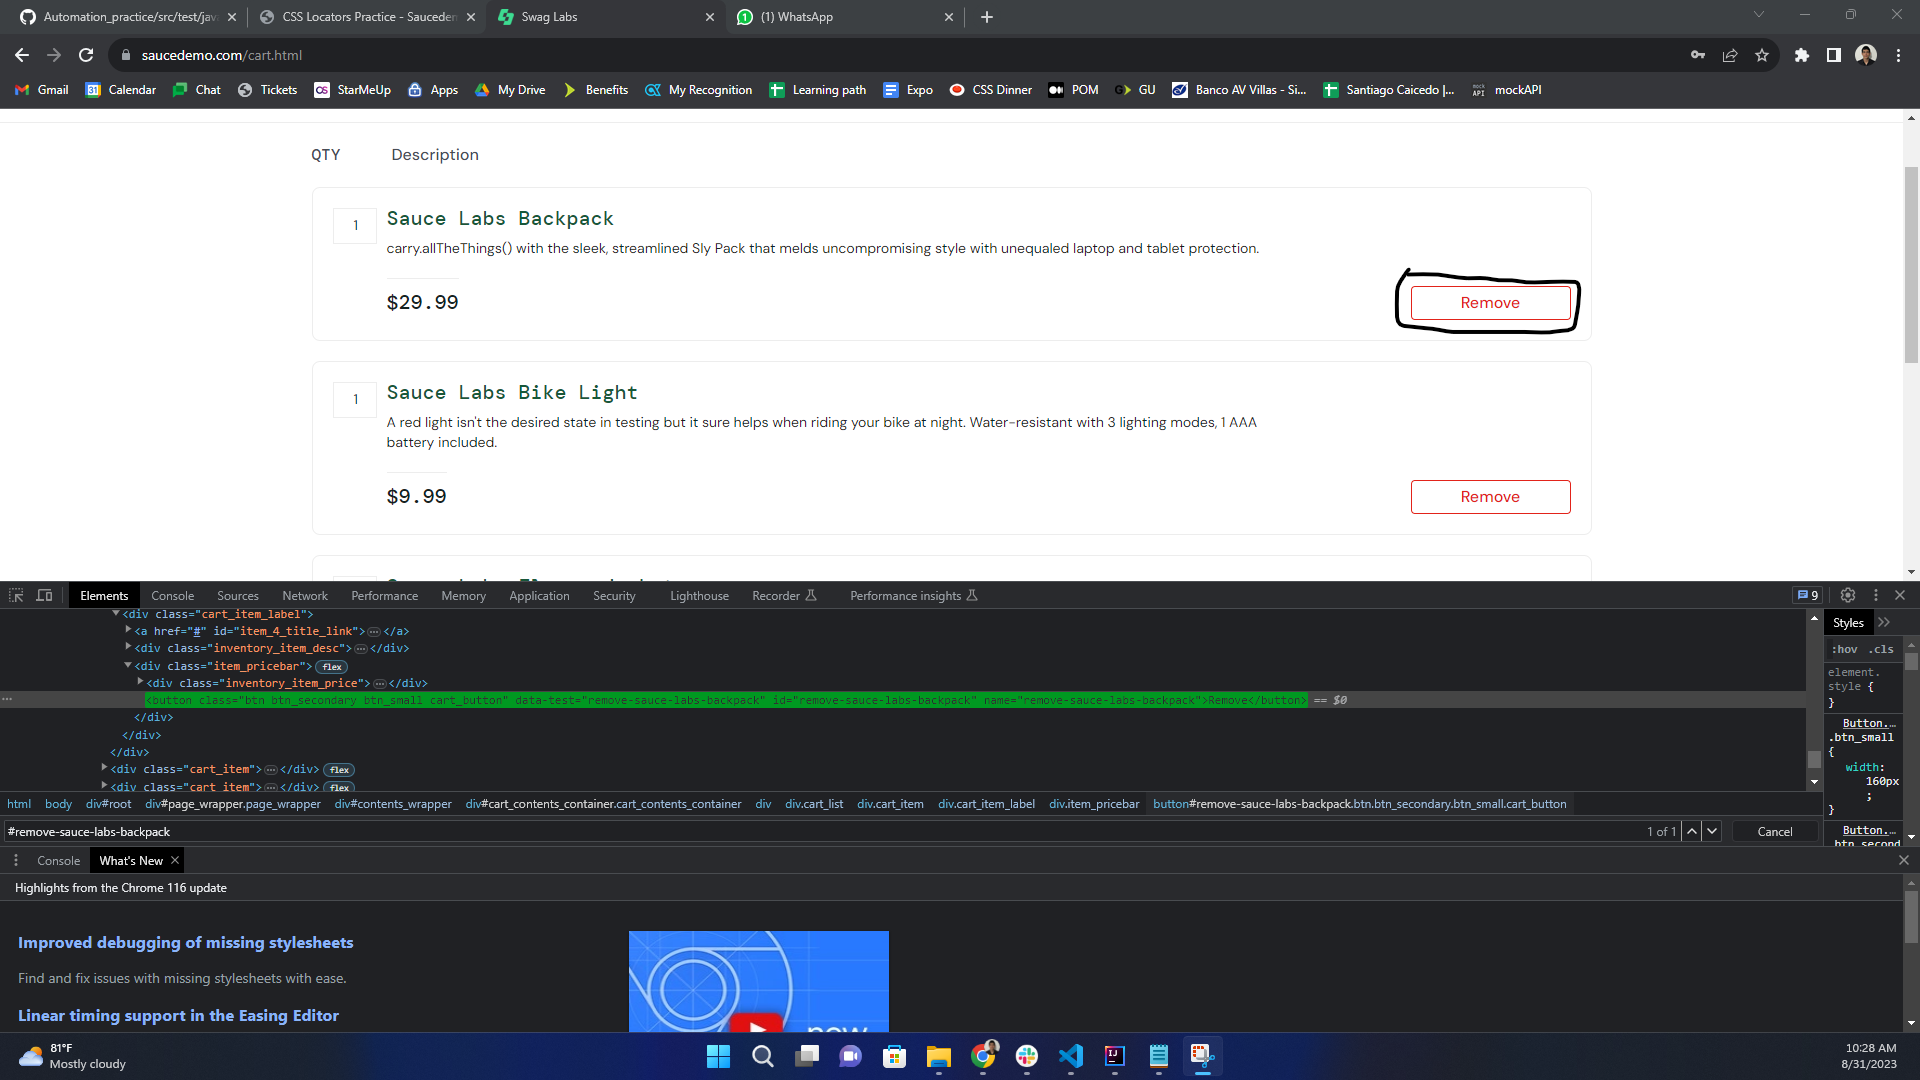 Automation_practice/src/test/java
CSS Locators Practice - Saucedem
Swag Labs
(1) WhatsApp
saucedemo.com/cart.html
Gmail
31
Calendar
Chat
Tickets
StarMeUp
Apps
My Drive
Benefits
My Recognition
Learning path
Expo
CSS Dinner
POM
GU
Banco AV Villas - Si...
Santiago Caicedo |...
mockAPI
QTY
Description
1
Sauce Labs Backpack
carry.allTheThings() with the sleek, streamlined Sly Pack that melds uncompromising style with unequaled laptop and tablet protection.
$29.99
Remove
1
Sauce Labs Bike Light
A red light isn't the desired state in testing but it sure helps when riding your bike at night. Water-resistant with 3 lighting modes, 1 AAA
battery included.
$9.99
Remove
Elements
Console
Sources
Network
Performance
Memory
Application
Security
Lighthouse
Recorder
Performance insights
9
<div class="cart_item_label">
<a href="#" id="item_4_title_link">…</a>
<div class="inventory_item_desc">…</div>
<div class="item_pricebar"> flex
<div class="inventory_item_price">…</div>
<button class="btn btn_secondary btn_small cart_button" data-test="remove-sauce-labs-backpack" id="remove-sauce-labs-backpack" name="remove-sauce-labs-backpack">Remove</button> == $0
</div>
</div>
</div>
<div class="cart_item">…</div> flex
<div class="cart_item">…</div> flex
Styles
:hov .cls
element.
style {
}
Button.…
.btn_small
{
width:
160px
;
}
Button.…
.btn_second
html body div#root div#page_wrapper.page_wrapper div#contents_wrapper div#cart_contents_container.cart_contents_container div div.cart_list div.cart_item div.cart_item_label div.item_pricebar button#remove-sauce-labs-backpack.btn.btn_secondary.btn_small.cart_button
#remove-sauce-labs-backpack
1 of 1
Cancel
Console
What's New
Highlights from the Chrome 116 update
Improved debugging of missing stylesheets
Find and fix issues with missing stylesheets with ease.
Linear timing support in the Easing Editor
new
81°F
Mostly cloudy
10:28 AM
8/31/2023